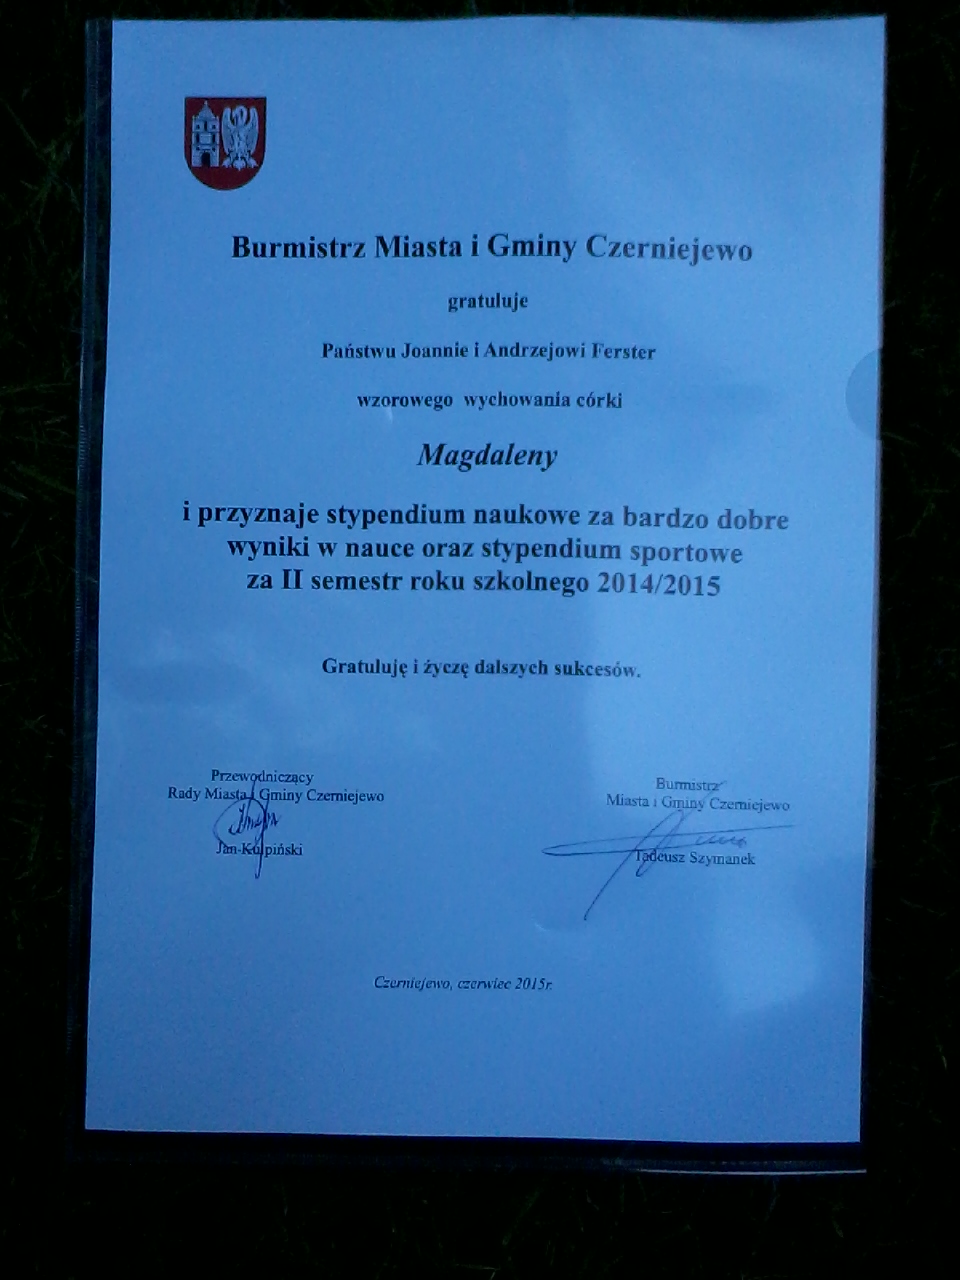 Burmistrz Miasta i Gminy Czerniejewo
gratuluje
Państwu Joannie i Andrzejowi Ferster
wzorowego wychowania córki
Magdaleny
i przyznaje stypendium naukowe za bardzo dobre
wyniki w nauce oraz stypendium sportowe
za II semestr roku szkolnego 2014/2015
Gratuluję i życzę dalszych sukcesów.
Przewodniczący
Rady Miasta i Gminy Czerniejewo
Jan Kulpiński
Burmistrz
Miasta i Gminy Czerniejewo
Tadeusz Szymanek
Czerniejewo, czerwiec 2015r.